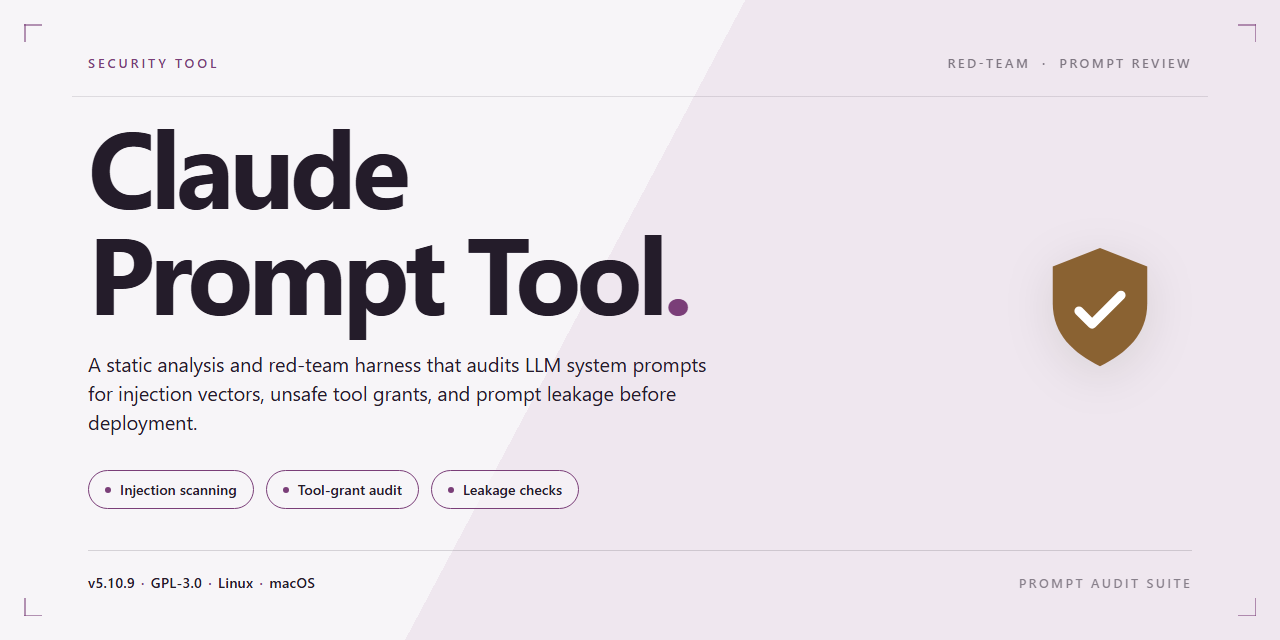 SECURITY TOOL
RED-TEAM · PROMPT REVIEW
Claude
Prompt Tool.
A static analysis and red-team harness that audits LLM system prompts
for injection vectors, unsafe tool grants, and prompt leakage before
deployment.
Injection scanning
Tool-grant audit
Leakage checks
v5.10.9 · GPL-3.0 · Linux · macOS
PROMPT AUDIT SUITE